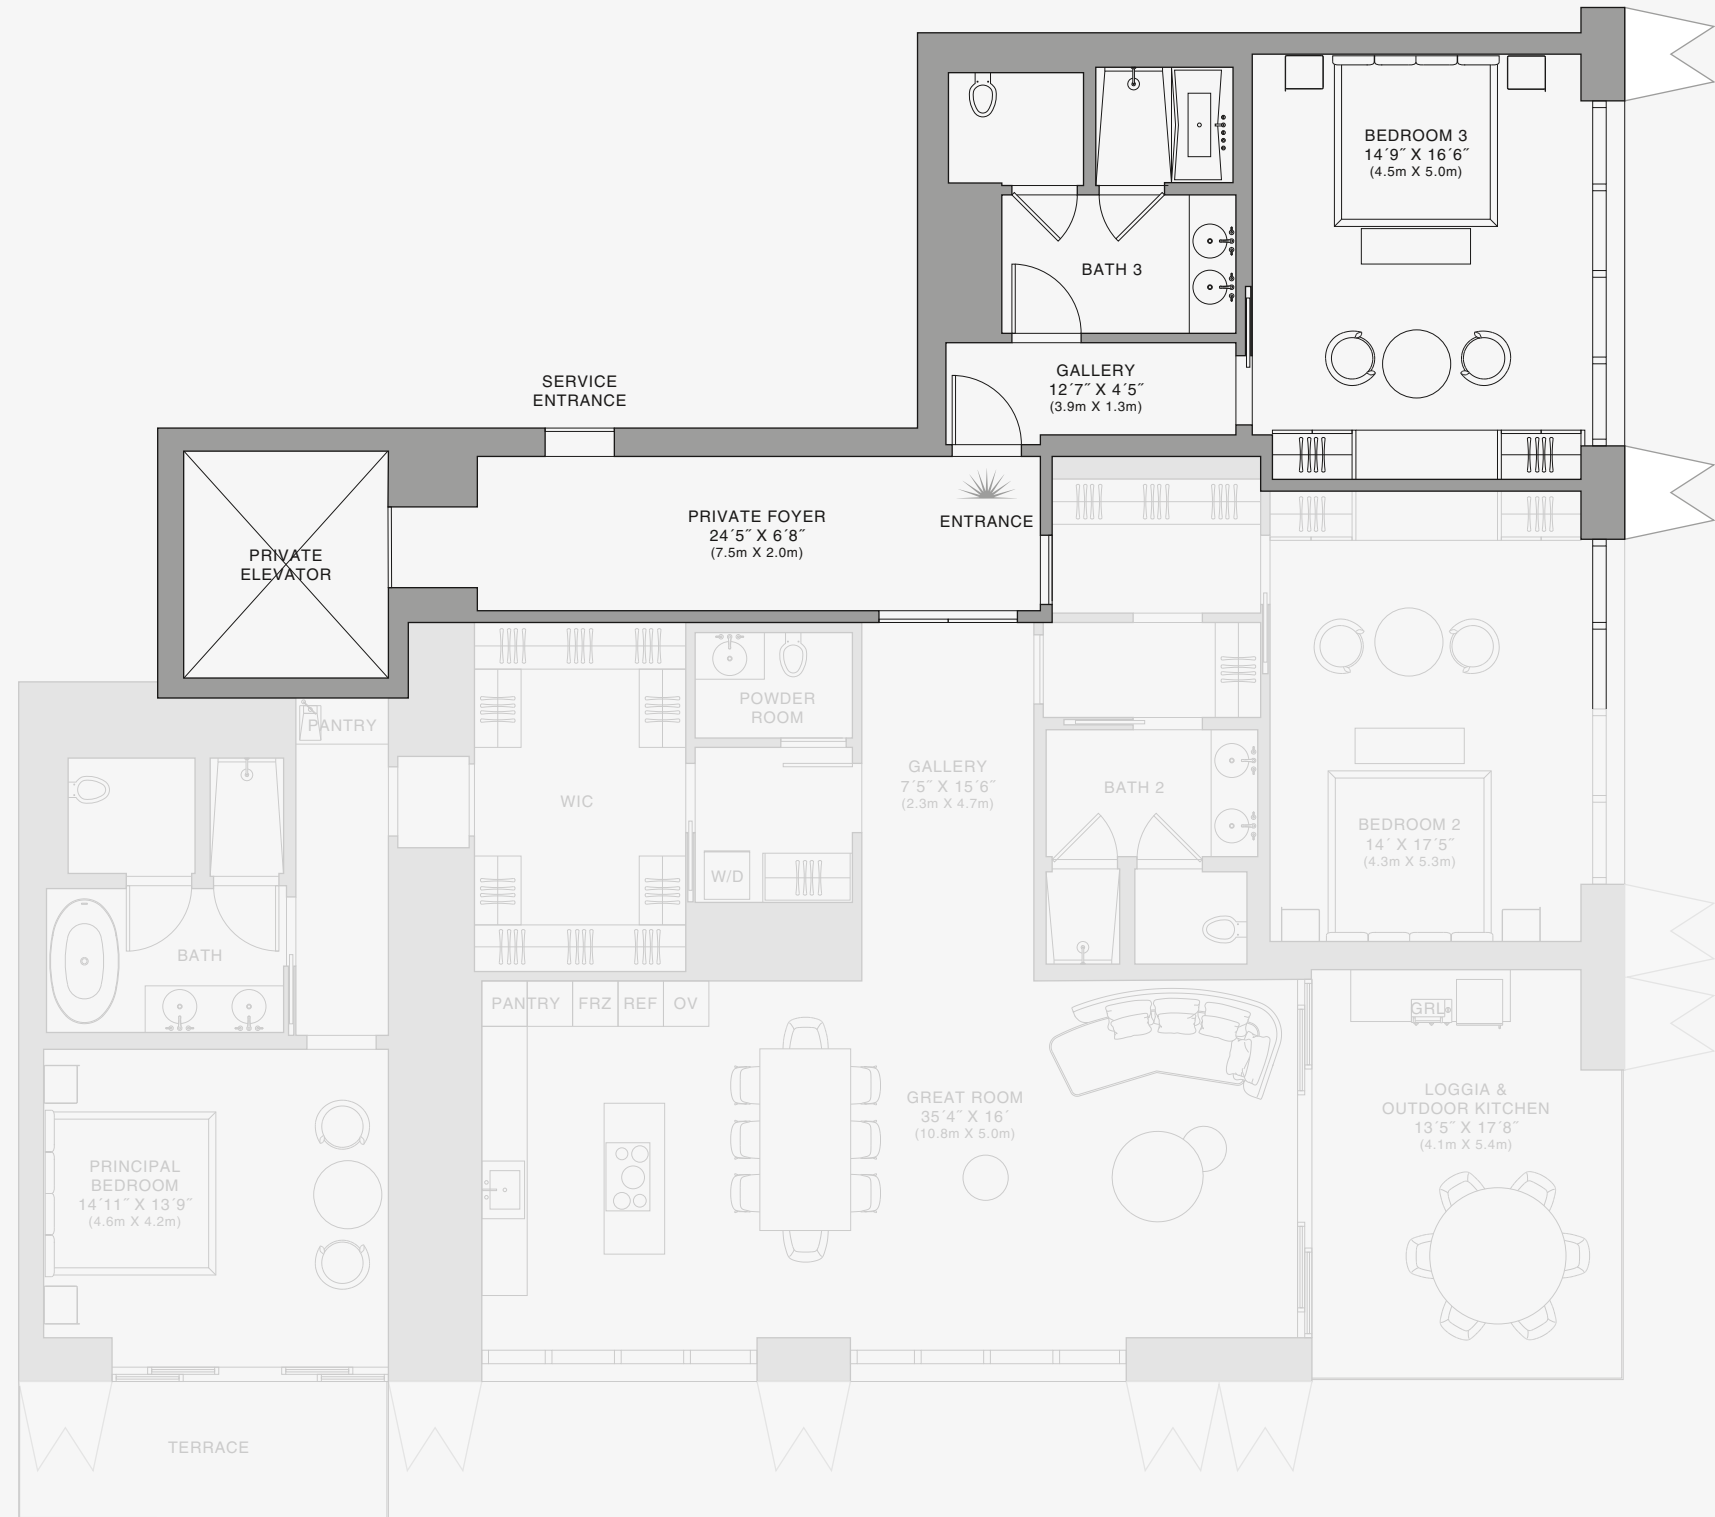 BEDROOM 3
14´9˝ X 16´6˝
(4.5m X 5.0m)
BATH 3
GALLERY
12´7˝ X 4´5˝
(3.9m X 1.3m)
SERVICE
ENTRANCE
PRIVATE FOYER
24´5˝ X 6´8˝
(7.5m X 2.0m)
ENTRANCE
PRIVATE
ELEVATOR
PANTRY
POWDER
ROOM
WIC
W/D
GALLERY
7´5˝ X 15´6˝
(2.3m X 4.7m)
BATH 2
BEDROOM 2
14´ X 17´5˝
(4.3m X 5.3m)
BATH
PANTRY
FRZ
REF
OV
GRL
GREAT ROOM
35´4˝ X 16´
(10.8m X 5.0m)
LOGGIA &
OUTDOOR KITCHEN
13´5˝ X 17´8˝
(4.1m X 5.4m)
PRINCIPAL
BEDROOM
14´11˝ X 13´9˝
(4.6m X 4.2m)
TERRACE